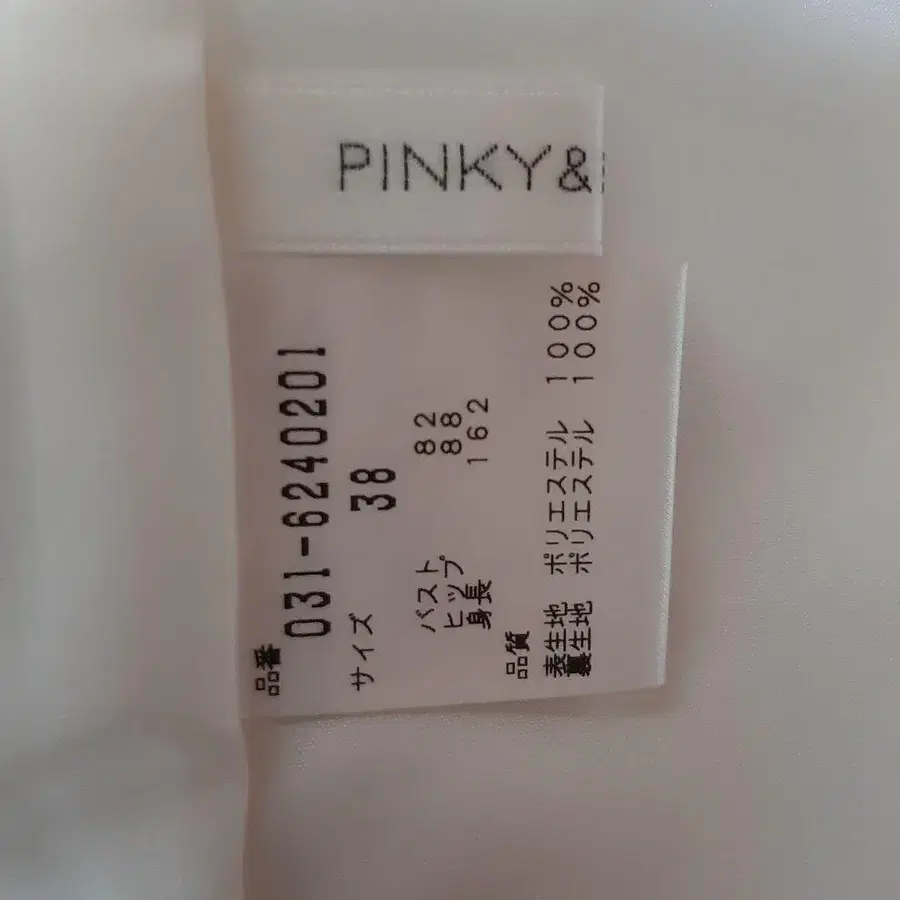 PINKY&
品番
031-6240201
サイズ 38
バスト 82
ヒップ 88
身長 162
品質
表生地 ポリエステル 100%
裏生地 ポリエステル 100%